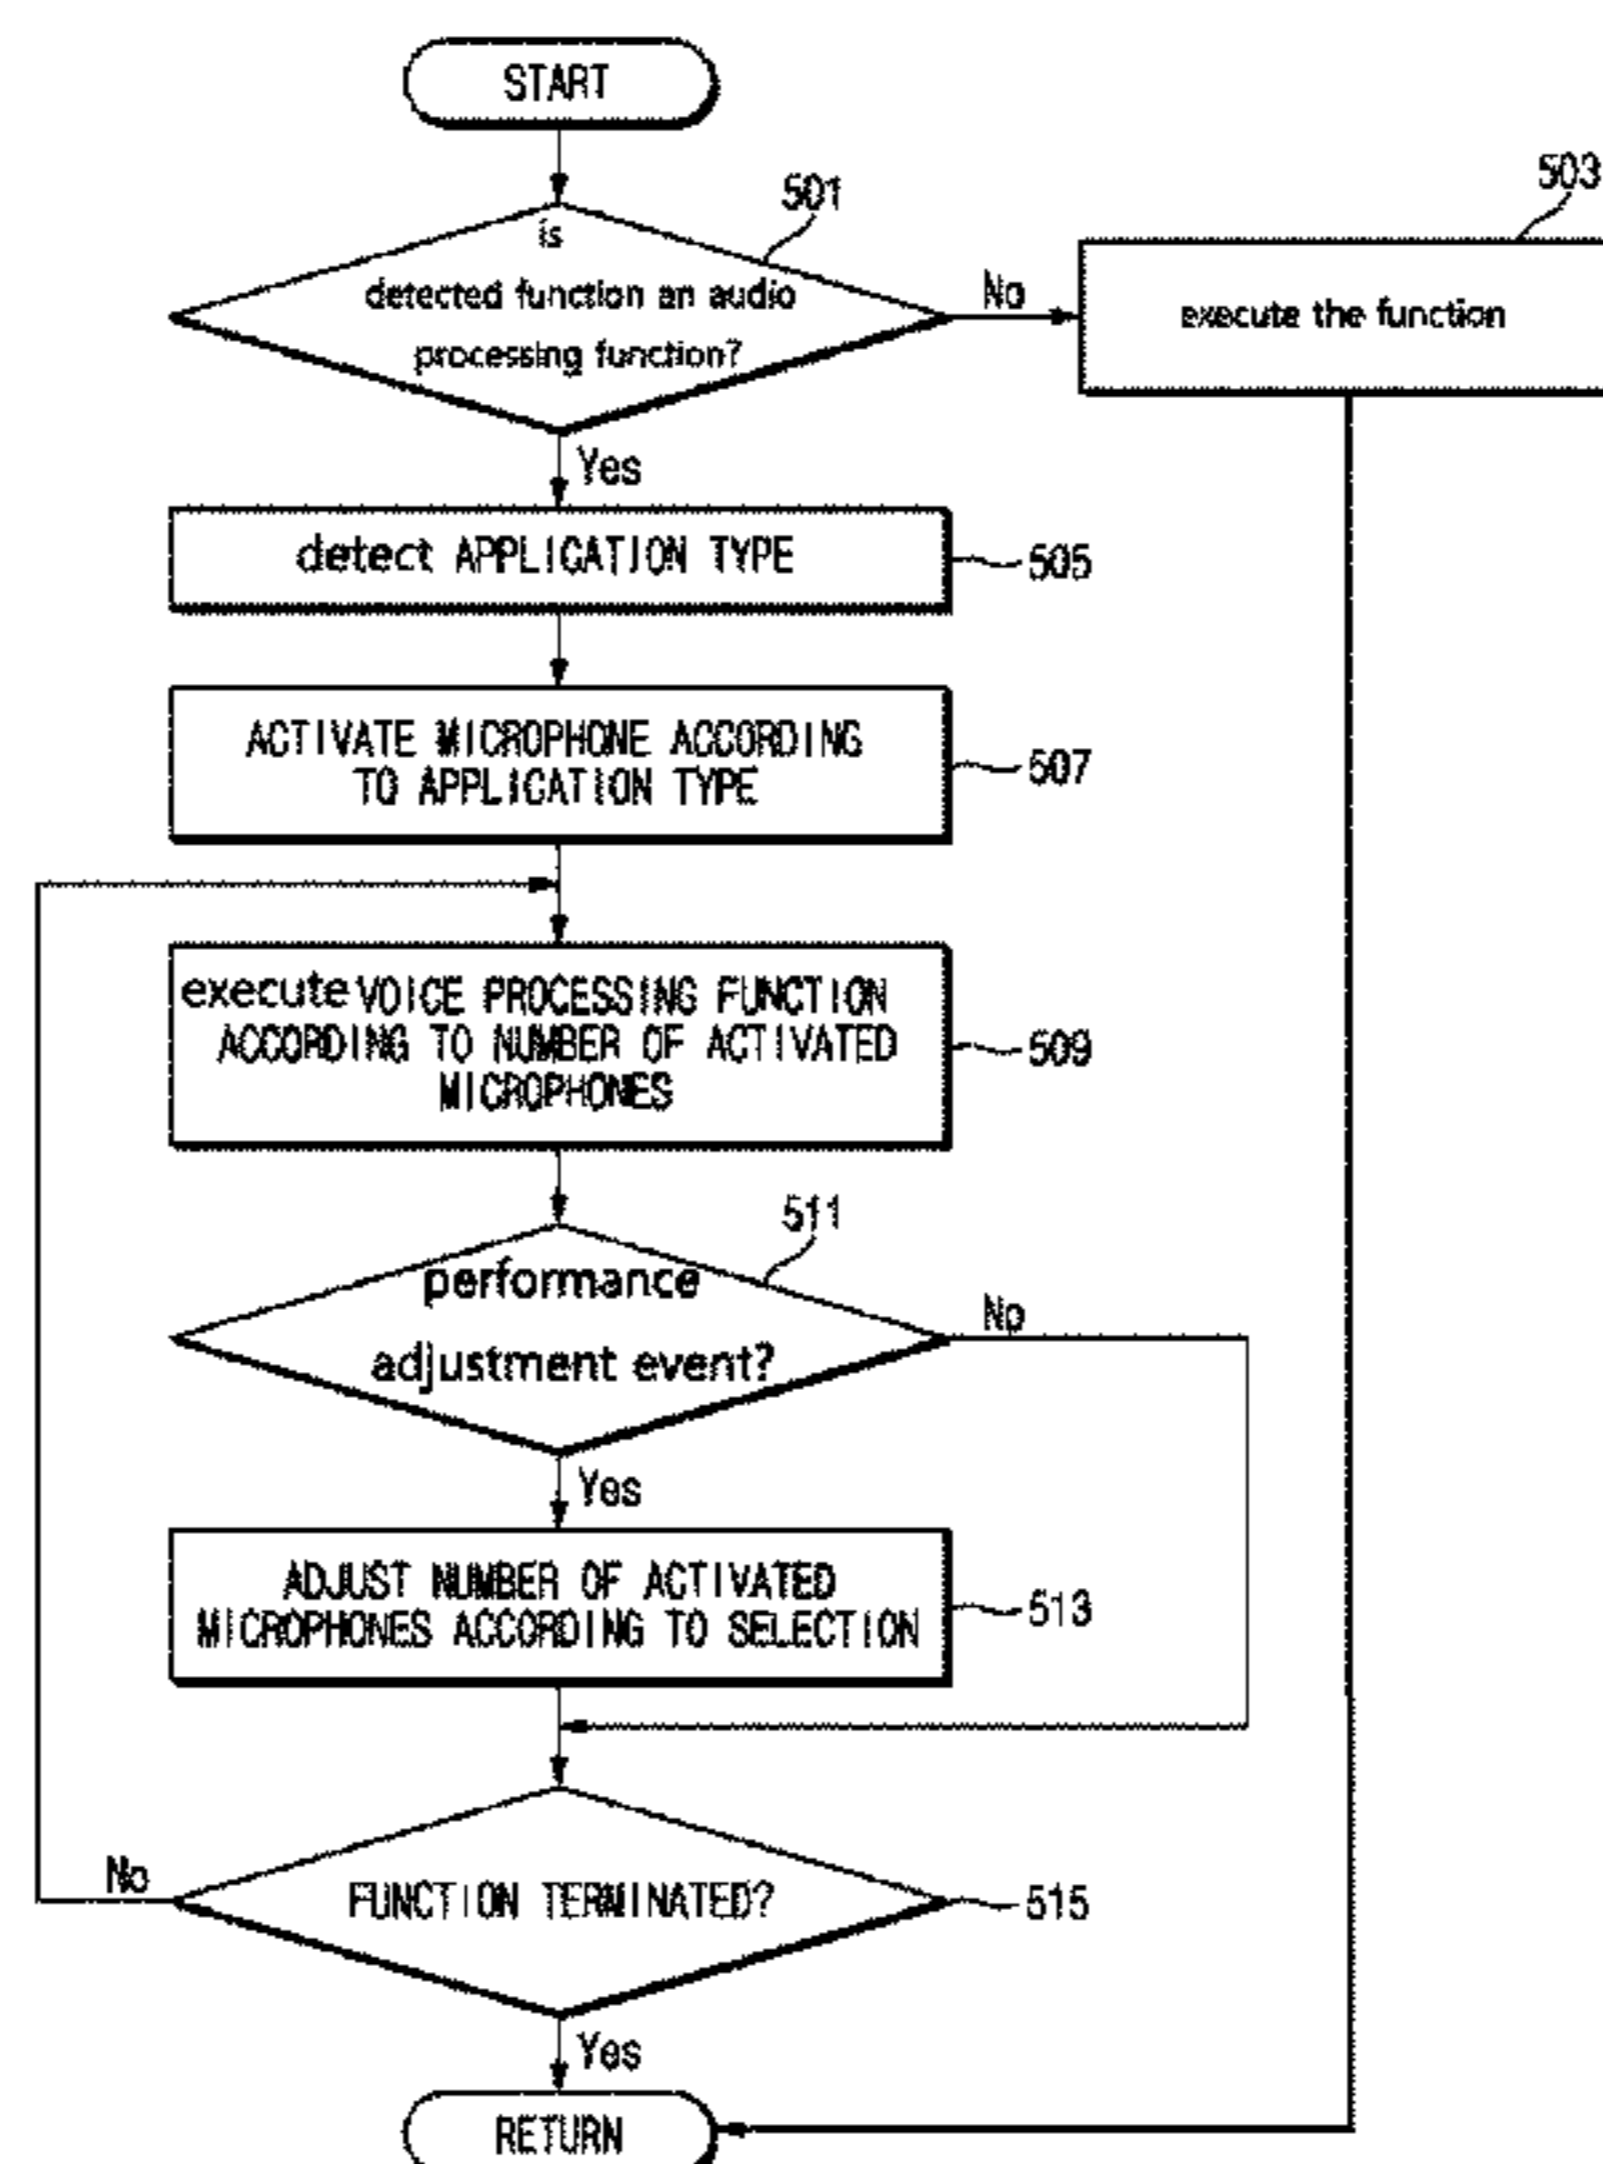 START
501
503
is
detected function an audio
processing function?
No
execute the function
Yes
detect APPLICATION TYPE
505
ACTIVATE MICROPHONE ACCORDING
TO APPLICATION TYPE
507
execute VOICE PROCESSING FUNCTION
ACCORDING TO NUMBER OF ACTIVATED
MICROPHONES
509
511
performance
adjustment event?
No
Yes
ADJUST NUMBER OF ACTIVATED
MICROPHONES ACCORDING TO SELECTION
513
No
FUNCTION TERMINATED?
515
Yes
RETURN